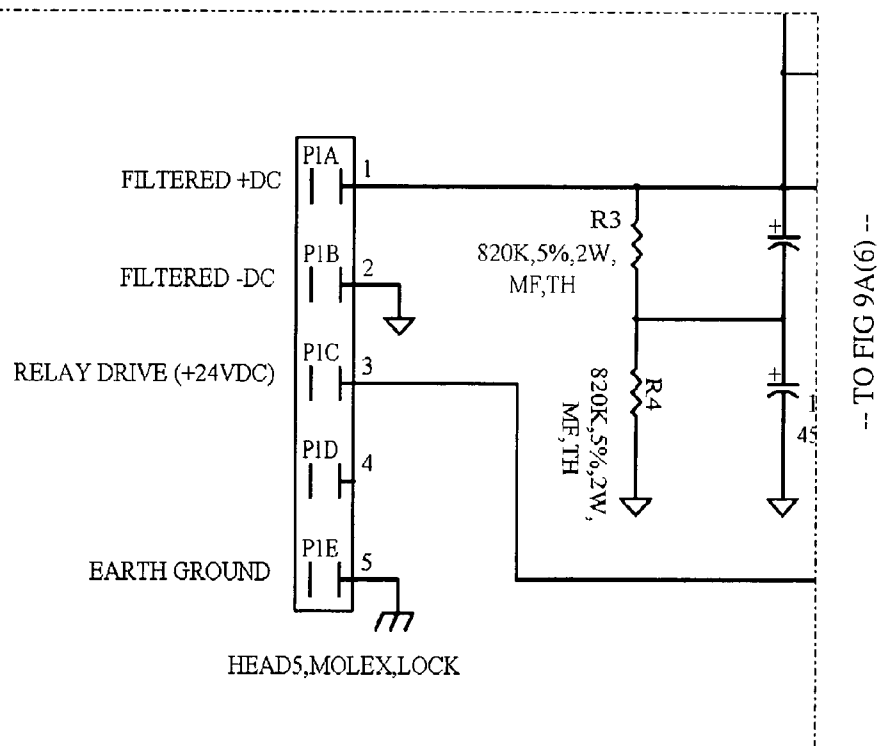 P1A
FILTERED +DC
1
R3
820K,5%,2W,
MF,TH
+
P1B
FILTERED -DC
2
P1C
RELAY DRIVE (+24VDC)
3
R4
820K,5%,2W,
MF,TH
+
1
45
P1D
4
P1E
EARTH GROUND
5
HEAD5,MOLEX,LOCK
-- TO FIG 9A(6) --